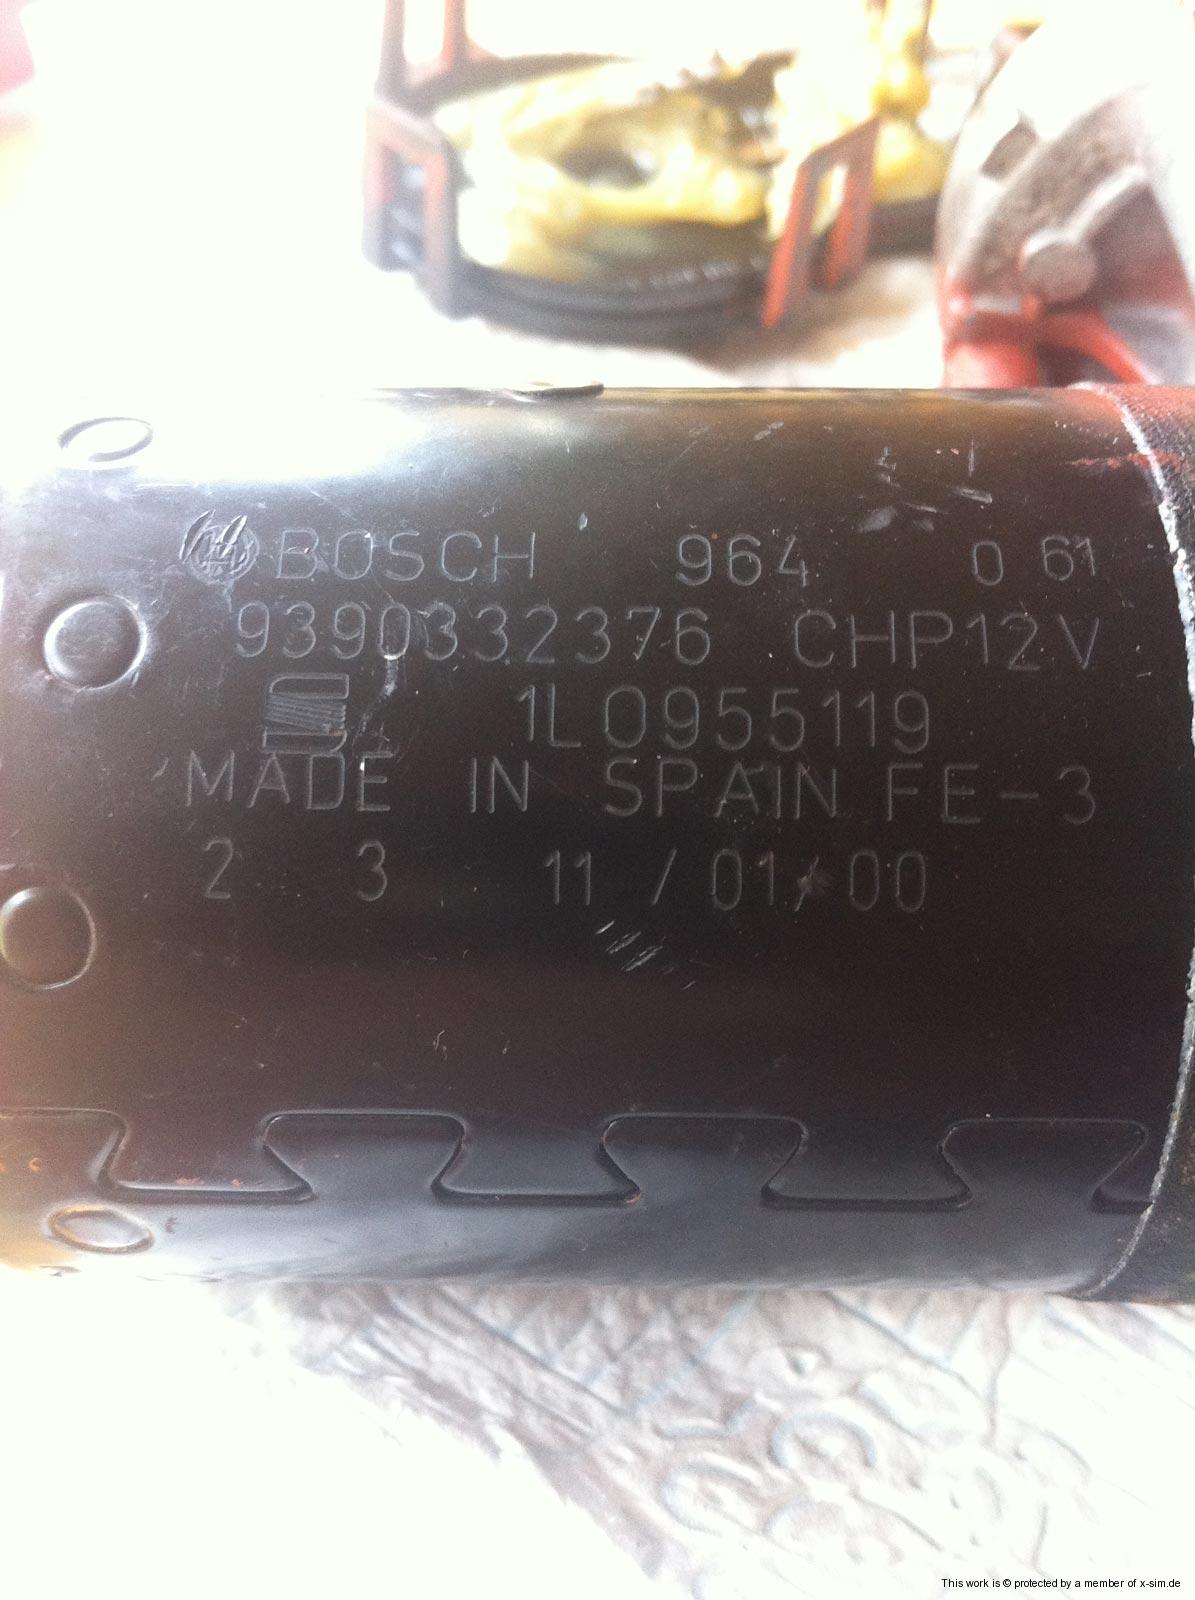 BOSCH 964 0 61
9390332376 CHP12V
1L0955119
MADE IN SPAIN FE-3
2 3 11/01/00
This work is © protected by a member of x-sim.de